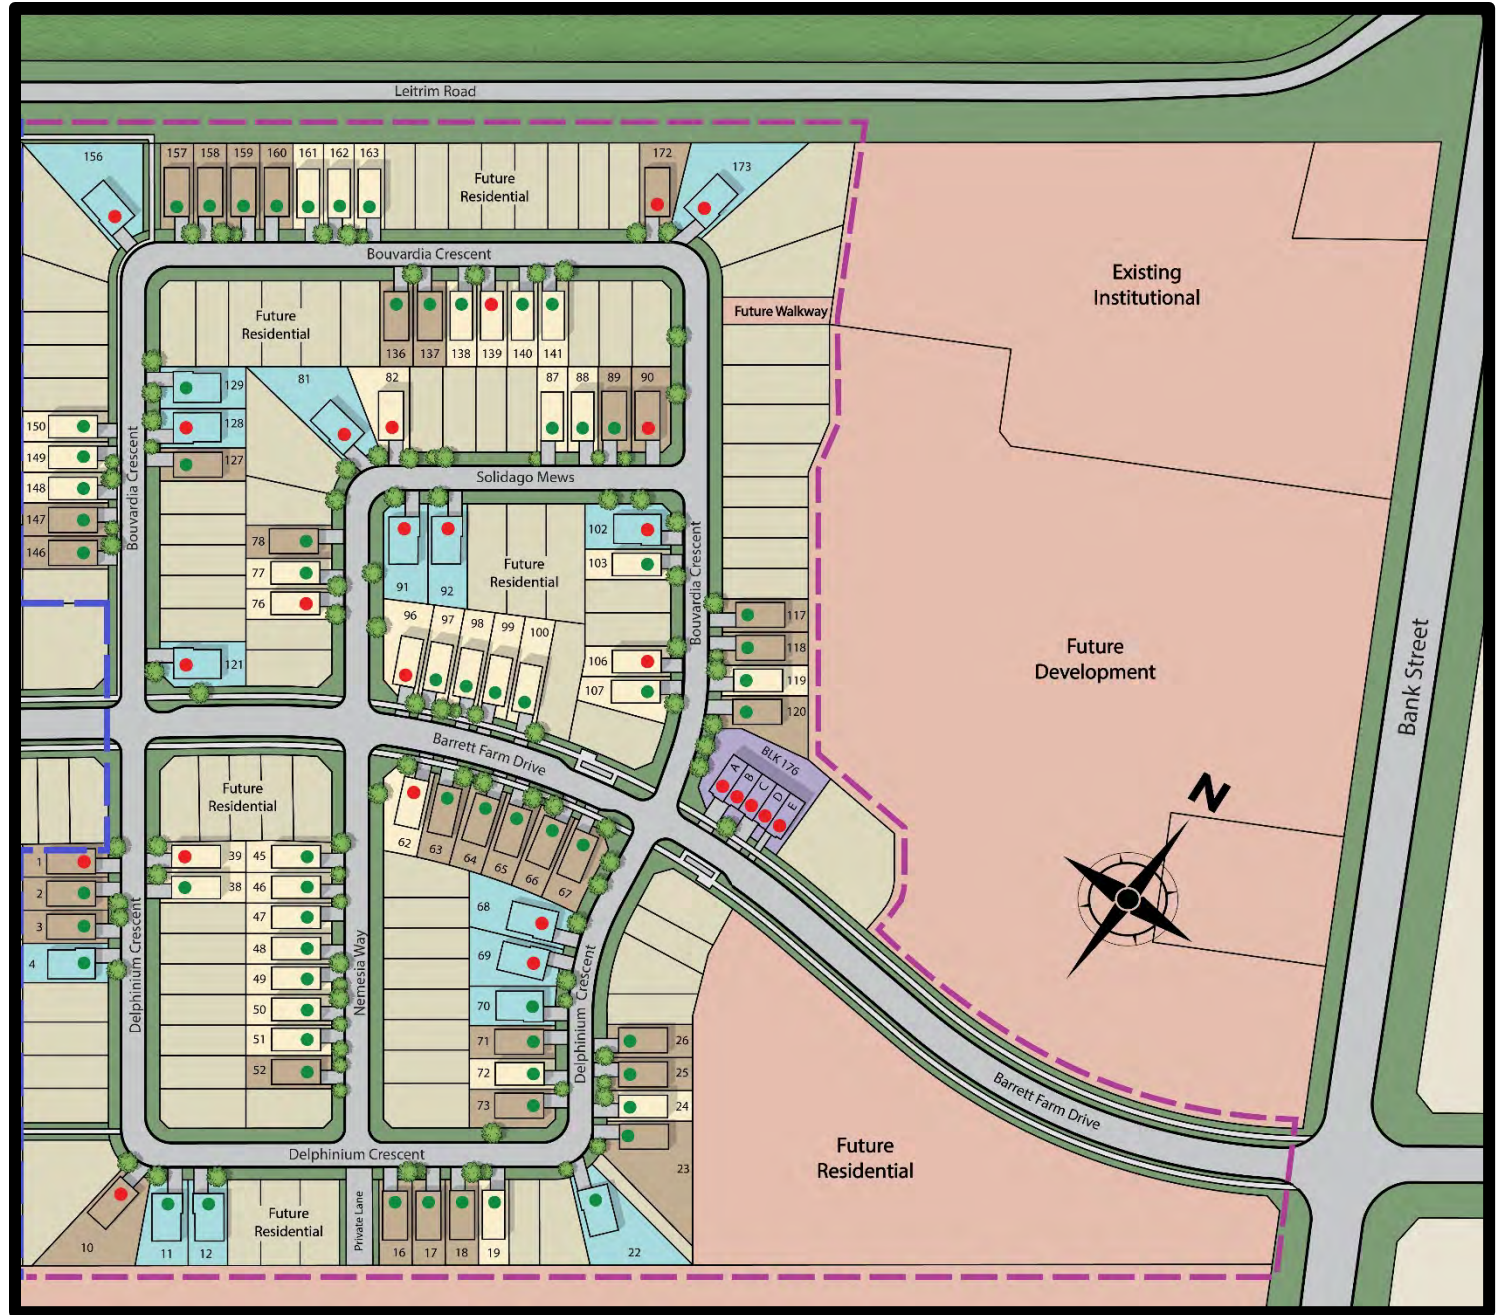 Leitrim Road
156
157
158
159
160
161
162
163
Future
Residential
172
173
Bouvardia Crescent
Future
Residential
136
137
138
139
140
141
Future Walkway
Existing
Institutional
129
128
127
81
82
87
88
89
90
150
149
148
147
146
Bouvardia Crescent
Solidago Mews
78
77
76
91
92
Future
Residential
102
103
Bouvardia Crescent
96
97
98
99
100
106
107
117
118
119
120
121
Future
Development
Bank Street
Barrett Farm Drive
BLK 176
A
B
C
D
E
N
Future
Residential
62
63
64
65
66
67
1
2
3
4
39
38
45
46
47
48
49
50
51
52
Delphinium Crescent
Nemesia Way
68
69
70
71
72
73
Delphinium Crescent
26
25
24
23
Barrett Farm Drive
Future
Residential
Delphinium Crescent
10
11
12
Future
Residential
Private Lane
16
17
18
19
22